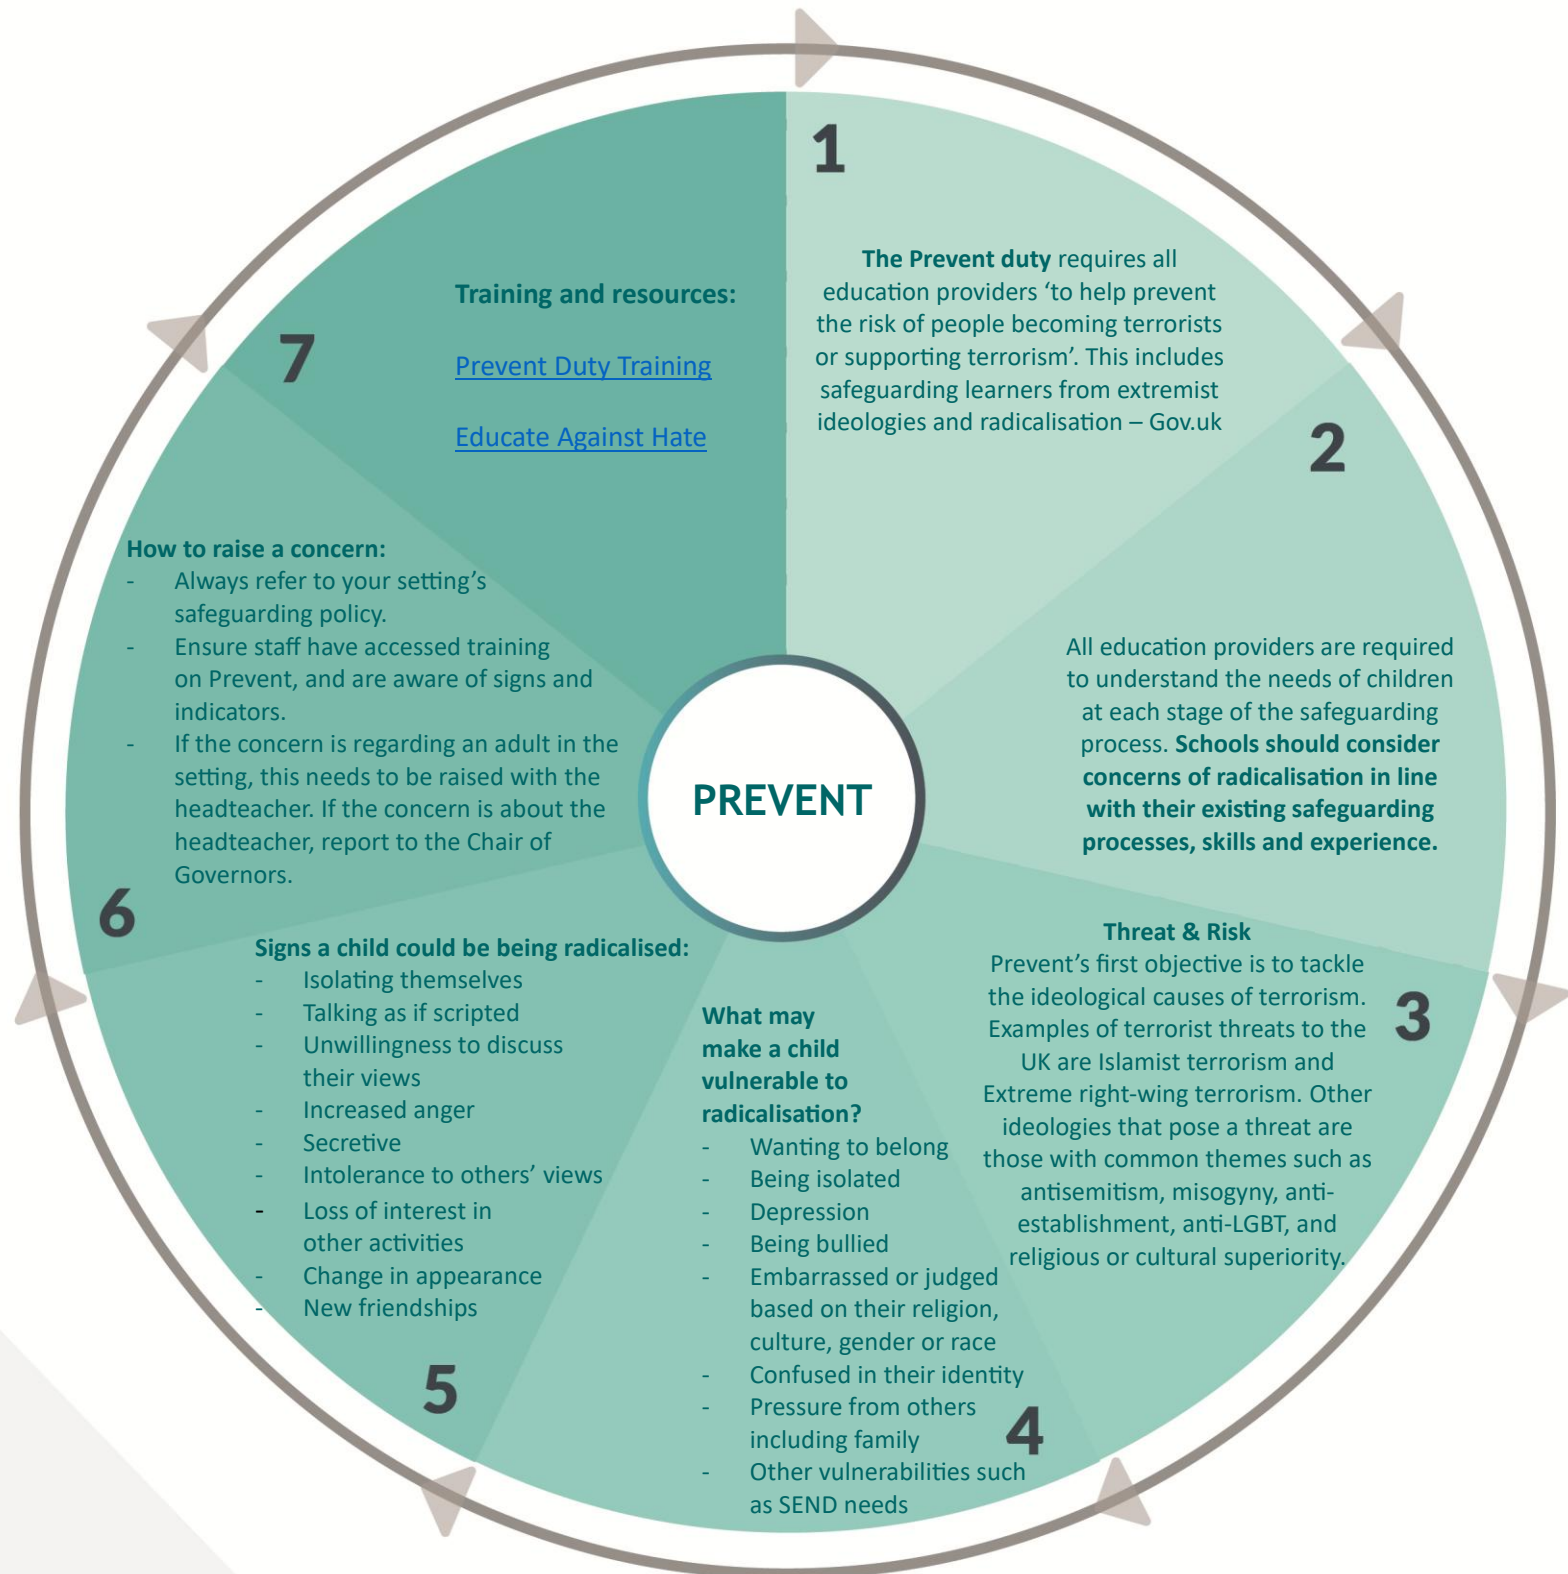 1
The Prevent duty requires all
education providers ‘to help prevent
the risk of people becoming terrorists
or supporting terrorism’. This includes
safeguarding learners from extremist
ideologies and radicalisation – Gov.uk
2
All education providers are required
to understand the needs of children
at each stage of the safeguarding
process. Schools should consider
concerns of radicalisation in line
with their existing safeguarding
processes, skills and experience.
3
Threat & Risk
Prevent’s first objective is to tackle
the ideological causes of terrorism.
Examples of terrorist threats to the
UK are Islamist terrorism and
Extreme right-wing terrorism. Other
ideologies that pose a threat are
those with common themes such as
antisemitism, misogyny, anti-
establishment, anti-LGBT, and
religious or cultural superiority.
4
What may
make a child
vulnerable to
radicalisation?
- Wanting to belong
- Being isolated
- Depression
- Being bullied
- Embarrassed or judged
based on their religion,
culture, gender or race
- Confused in their identity
- Pressure from others
including family
- Other vulnerabilities such
as SEND needs
5
Signs a child could be being radicalised:
- Isolating themselves
- Talking as if scripted
- Unwillingness to discuss
their views
- Increased anger
- Secretive
- Intolerance to others’ views
- Loss of interest in
other activities
- Change in appearance
- New friendships
6
How to raise a concern:
- Always refer to your setting’s
safeguarding policy.
- Ensure staff have accessed training
on Prevent, and are aware of signs and
indicators.
- If the concern is regarding an adult in the
setting, this needs to be raised with the
headteacher. If the concern is about the
headteacher, report to the Chair of
Governors.
7
Training and resources:
Prevent Duty Training
Educate Against Hate
PREVENT